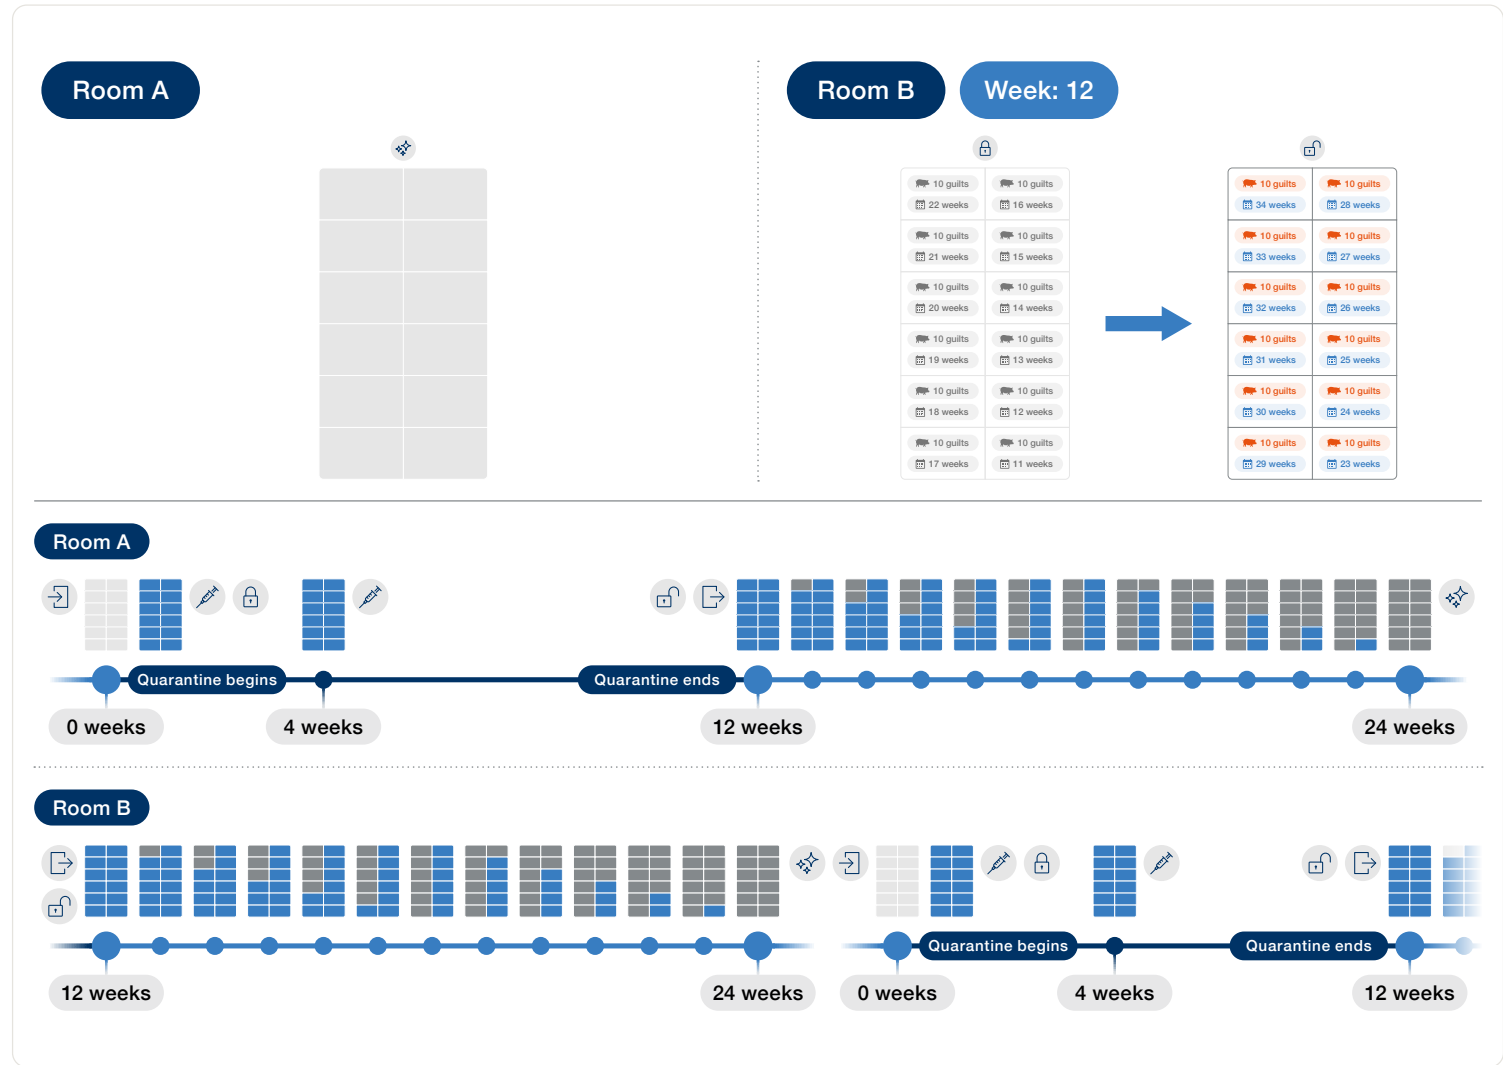 Room A
Room B
Week: 12
10 guilts 10 guilts
22 weeks 16 weeks
10 guilts 10 guilts
21 weeks 15 weeks
10 guilts 10 guilts
20 weeks 14 weeks
10 guilts 10 guilts
19 weeks 13 weeks
10 guilts 10 guilts
18 weeks 12 weeks
10 guilts 10 guilts
17 weeks 11 weeks
10 guilts 10 guilts
34 weeks 28 weeks
10 guilts 10 guilts
33 weeks 27 weeks
10 guilts 10 guilts
32 weeks 26 weeks
10 guilts 10 guilts
31 weeks 25 weeks
10 guilts 10 guilts
30 weeks 24 weeks
10 guilts 10 guilts
29 weeks 23 weeks
Room A
Quarantine begins
Quarantine ends
0 weeks
4 weeks
12 weeks
24 weeks
Room B
Quarantine begins
Quarantine ends
12 weeks
24 weeks
0 weeks
4 weeks
12 weeks